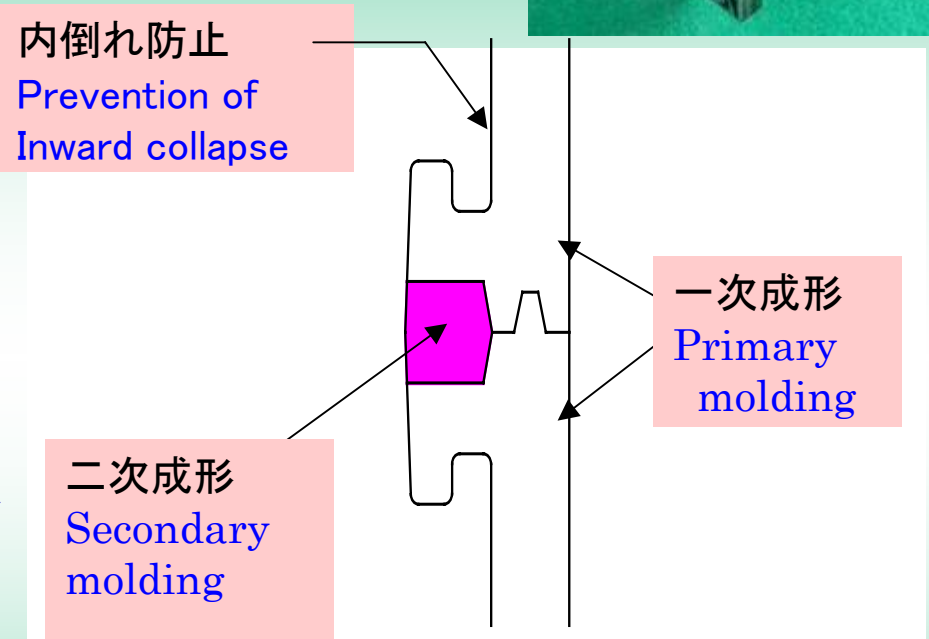 内倒れ防止
Prevention of
Inward collapse
一次成形
Primary
molding
二次成形
Secondary
molding